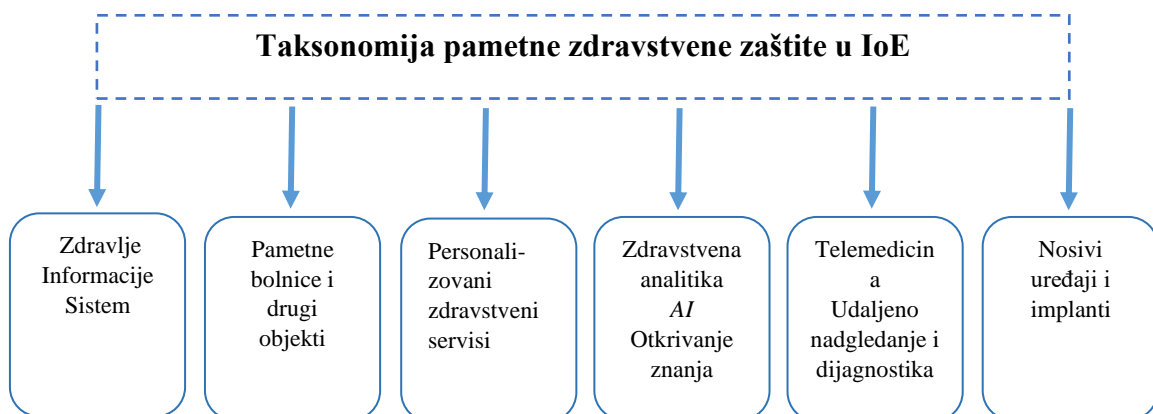 Taksonomija pametne zdravstvene zaštite u IoE
Zdravlje
Informacije
Sistem
Pametne
bolnice i
drugi
objekti
Personali-
zovani
zdravstveni
servisi
Zdravstvena
analitika
AI
Otkrivanje
znanja
Telemedicin
a
Udaljeno
nadgledanje i
dijagnostika
Nosivi
uređaji i
implanti